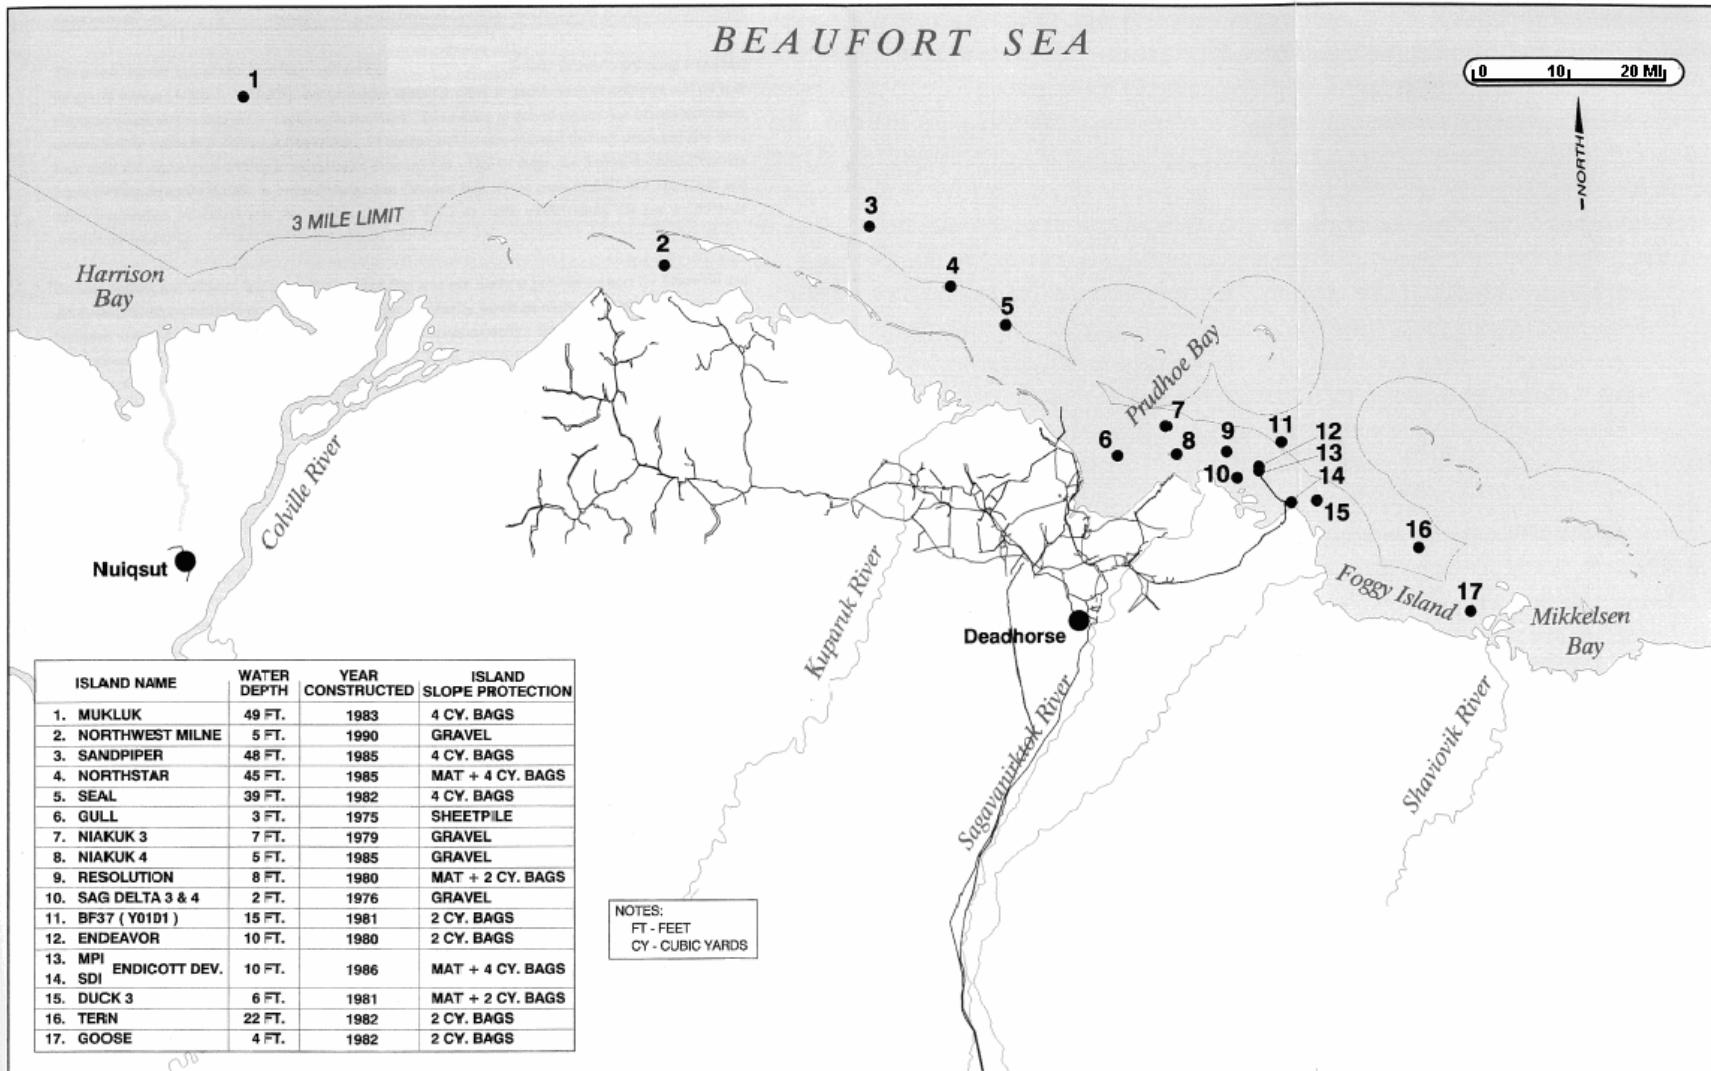 BEAUFORT SEA
0 10 20 MI
NORTH
1
2
3
4
5
6
7
8
9
10
11
12
13
14
15
16
17
3 MILE LIMIT
Harrison
Bay
Prudhoe Bay
Colville River
Nuiqsut
Kuparuk River
Deadhorse
Foggy Island
Mikkelsen
Bay
Sagavanirktok River
Shaviovik River
ISLAND NAME WATER DEPTH YEAR CONSTRUCTED ISLAND SLOPE PROTECTION
1. MUKLUK 49 FT. 1983 4 CY. BAGS
2. NORTHWEST MILNE 5 FT. 1990 GRAVEL
3. SANDPIPER 48 FT. 1985 4 CY. BAGS
4. NORTHSTAR 45 FT. 1985 MAT + 4 CY. BAGS
5. SEAL 39 FT. 1982 4 CY. BAGS
6. GULL 3 FT. 1975 SHEETPILE
7. NIAKUK 3 7 FT. 1979 GRAVEL
8. NIAKUK 4 5 FT. 1985 GRAVEL
9. RESOLUTION 8 FT. 1980 MAT + 2 CY. BAGS
10. SAG DELTA 3 & 4 2 FT. 1976 GRAVEL
11. BF37 ( Y0101 ) 15 FT. 1981 2 CY. BAGS
12. ENDEAVOR 10 FT. 1980 2 CY. BAGS
13. MPI
14. SDI ENDICOTT DEV. 10 FT. 1986 MAT + 4 CY. BAGS
15. DUCK 3 6 FT. 1981 MAT + 2 CY. BAGS
16. TERN 22 FT. 1982 2 CY. BAGS
17. GOOSE 4 FT. 1982 2 CY. BAGS
NOTES:
FT - FEET
CY - CUBIC YARDS